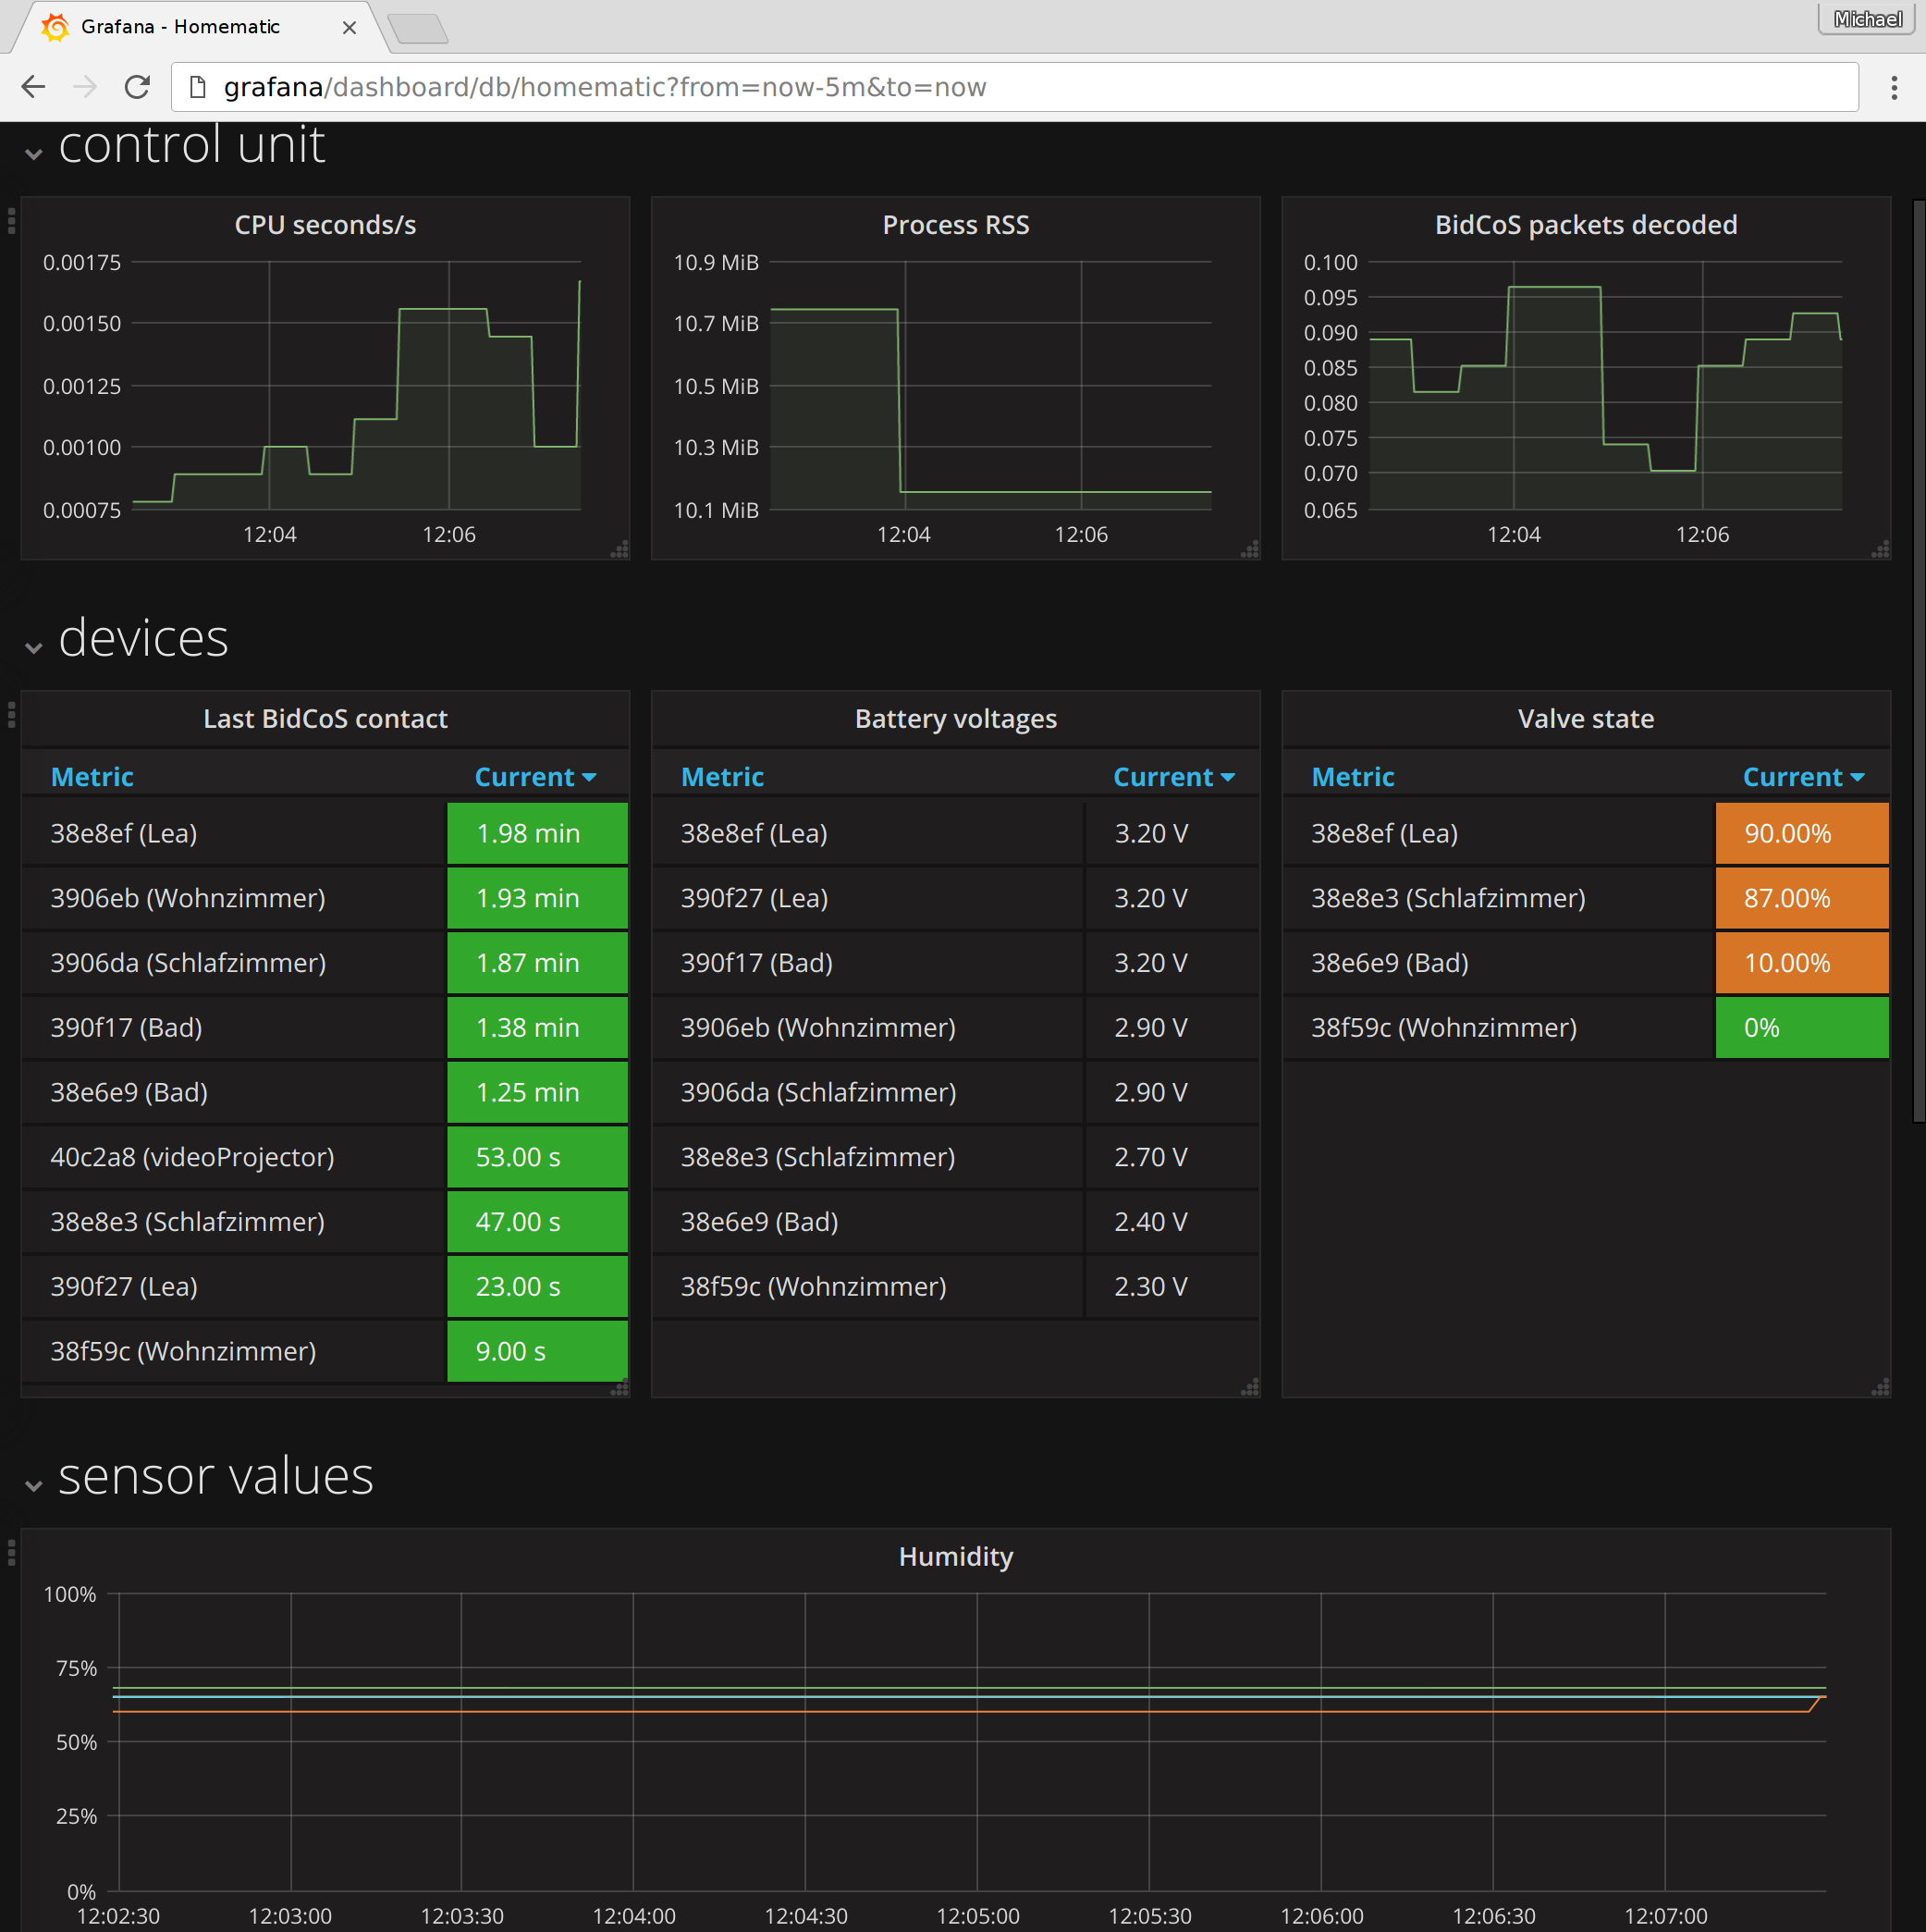 Grafana - Homematic
Michael
grafana/dashboard/db/homematic?from=now-5m&to=now
control unit
CPU seconds/s
0.00175
0.00150
0.00125
0.00100
0.00075
12:04 12:06
Process RSS
10.9 MiB
10.7 MiB
10.5 MiB
10.3 MiB
10.1 MiB
12:04 12:06
BidCoS packets decoded
0.100
0.095
0.090
0.085
0.080
0.075
0.070
0.065
12:04 12:06
devices
Last BidCoS contact
Metric Current
38e8ef (Lea) 1.98 min
3906eb (Wohnzimmer) 1.93 min
3906da (Schlafzimmer) 1.87 min
390f17 (Bad) 1.38 min
38e6e9 (Bad) 1.25 min
40c2a8 (videoProjector) 53.00 s
38e8e3 (Schlafzimmer) 47.00 s
390f27 (Lea) 23.00 s
38f59c (Wohnzimmer) 9.00 s
Battery voltages
Metric Current
38e8ef (Lea) 3.20 V
390f27 (Lea) 3.20 V
390f17 (Bad) 3.20 V
3906eb (Wohnzimmer) 2.90 V
3906da (Schlafzimmer) 2.90 V
38e8e3 (Schlafzimmer) 2.70 V
38e6e9 (Bad) 2.40 V
38f59c (Wohnzimmer) 2.30 V
Valve state
Metric Current
38e8ef (Lea) 90.00%
38e8e3 (Schlafzimmer) 87.00%
38e6e9 (Bad) 10.00%
38f59c (Wohnzimmer) 0%
sensor values
Humidity
100%
75%
50%
25%
0%
12:02:30 12:03:00 12:03:30 12:04:00 12:04:30 12:05:00 12:05:30 12:06:00 12:06:30 12:07:00